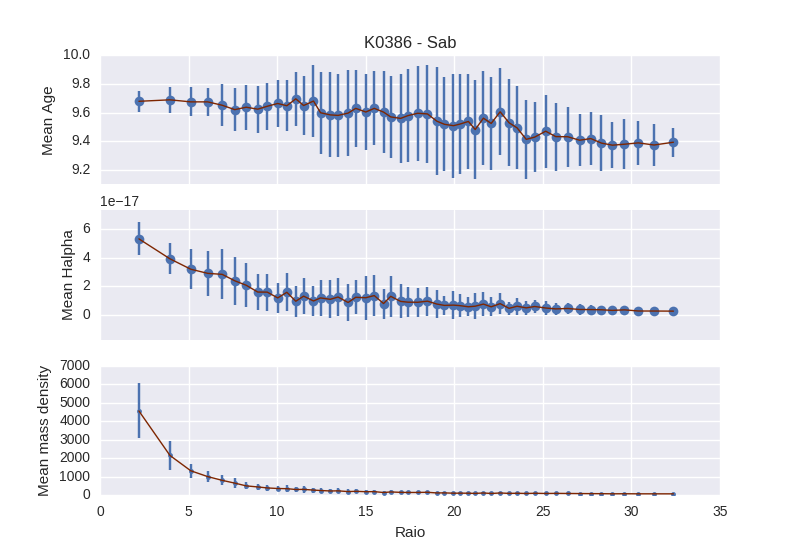 K0386 - Sab
10.0
9.8
9.6
9.4
9.2
Mean Age
1e−17
6
4
2
0
Mean Halpha
7000
6000
5000
4000
3000
2000
1000
0
Mean mass density
0 5 10 15 20 25 30 35
Raio